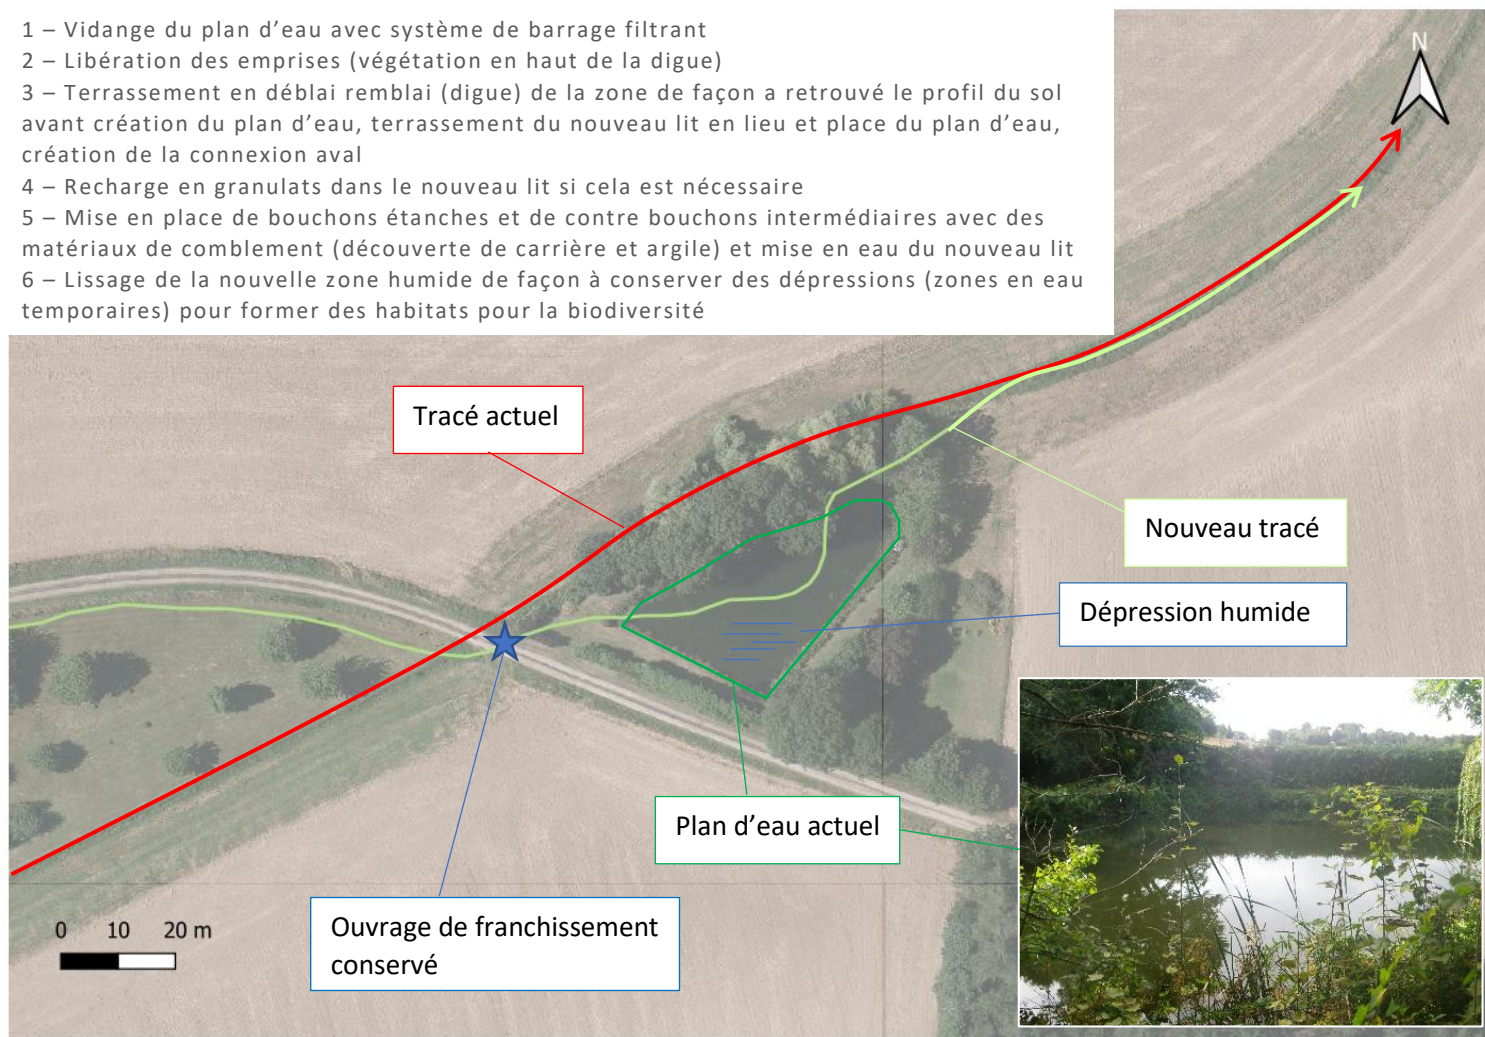 1 – Vidange du plan d’eau avec système de barrage filtrant
2 – Libération des emprises (végétation en haut de la digue)
3 – Terrassement en déblai remblai (digue) de la zone de façon a retrouvé le profil du sol
avant création du plan d’eau, terrassement du nouveau lit en lieu et place du plan d’eau,
création de la connexion aval
4 – Recharge en granulats dans le nouveau lit si cela est nécessaire
5 – Mise en place de bouchons étanches et de contre bouchons intermédiaires avec des
matériaux de comblement (découverte de carrière et argile) et mise en eau du nouveau lit
6 – Lissage de la nouvelle zone humide de façon à conserver des dépressions (zones en eau
temporaires) pour former des habitats pour la biodiversité
N
Tracé actuel
Nouveau tracé
Dépression humide
Plan d’eau actuel
Ouvrage de franchissement
conservé
0 10 20 m